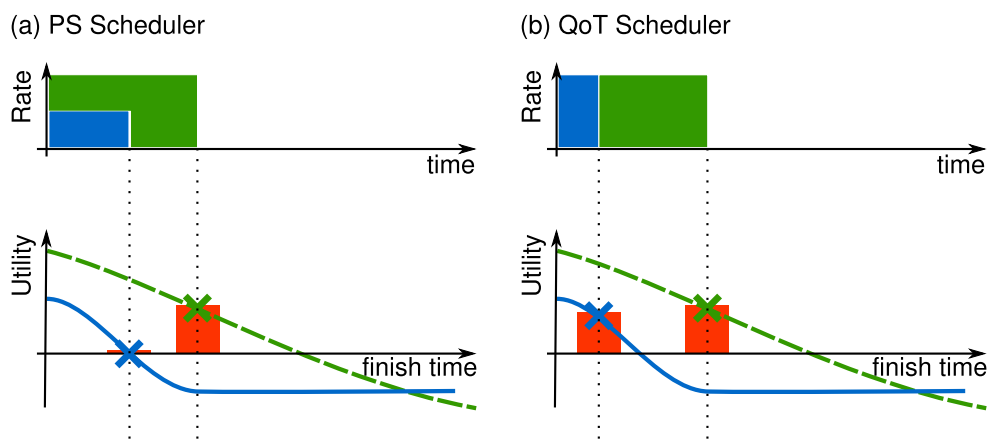 (a) PS Scheduler
(b) QoT Scheduler
Rate
time
Rate
time
Utility
finish time
Utility
finish time